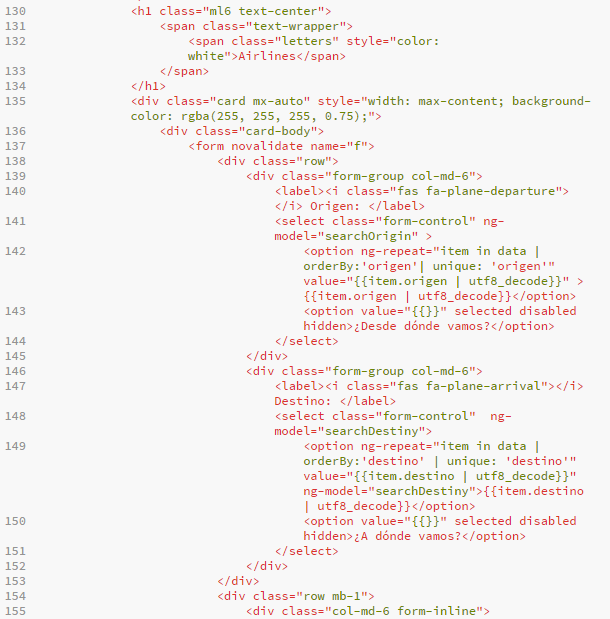 130 <h1 class="ml6 text-center">
131 <span class="text-wrapper">
132 <span class="letters" style="color:
white">Airlines</span>
133 </span>
134 </h1>
135 <div class="card mx-auto" style="width: max-content; background-
color: rgba(255, 255, 255, 0.75);">
136 <div class="card-body">
137 <form novalidate name="f">
138 <div class="row">
139 <div class="form-group col-md-6">
140 <label><i class="fas fa-plane-departure">
</i> Origen: </label>
141 <select class="form-control" ng-
model="searchOrigin" >
142 <option ng-repeat="item in data |
orderBy:'origen'| unique: 'origen'"
value="{{item.origen | utf8_decode}}" >
{{item.origen | utf8_decode}}</option>
143 <option value="{{}}" selected disabled
hidden>¿Desde dónde vamos?</option>
144 </select>
145 </div>
146 <div class="form-group col-md-6">
147 <label><i class="fas fa-plane-arrival"></i>
Destino: </label>
148 <select class="form-control"  ng-
model="searchDestiny">
149 <option ng-repeat="item in data |
orderBy:'destino' | unique: 'destino'"
value="{{item.destino | utf8_decode}}"
ng-model="searchDestiny">{{item.destino
| utf8_decode}}</option>
150 <option value="{{}}" selected disabled
hidden>¿A dónde vamos?</option>
151 </select>
152 </div>
153 </div>
154 <div class="row mb-1">
155 <div class="col-md-6 form-inline">